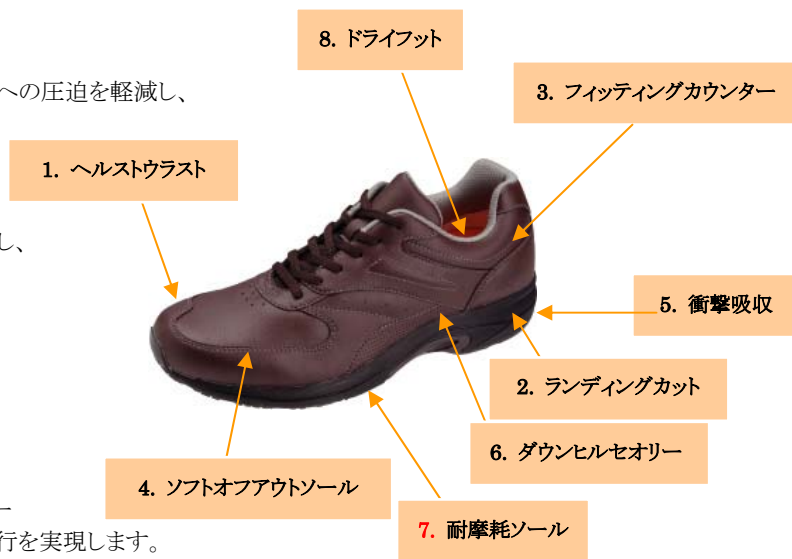 8. ドライフット
への圧迫を軽減し、
3. フィッティングカウンター
1. ヘルストウラスト
し、
5. 衝撃吸収
2. ランディングカット
6. ダウンヒルセオリー
4. ソフトオフアウトソール
ー
7. 耐摩耗ソール
行を実現します。